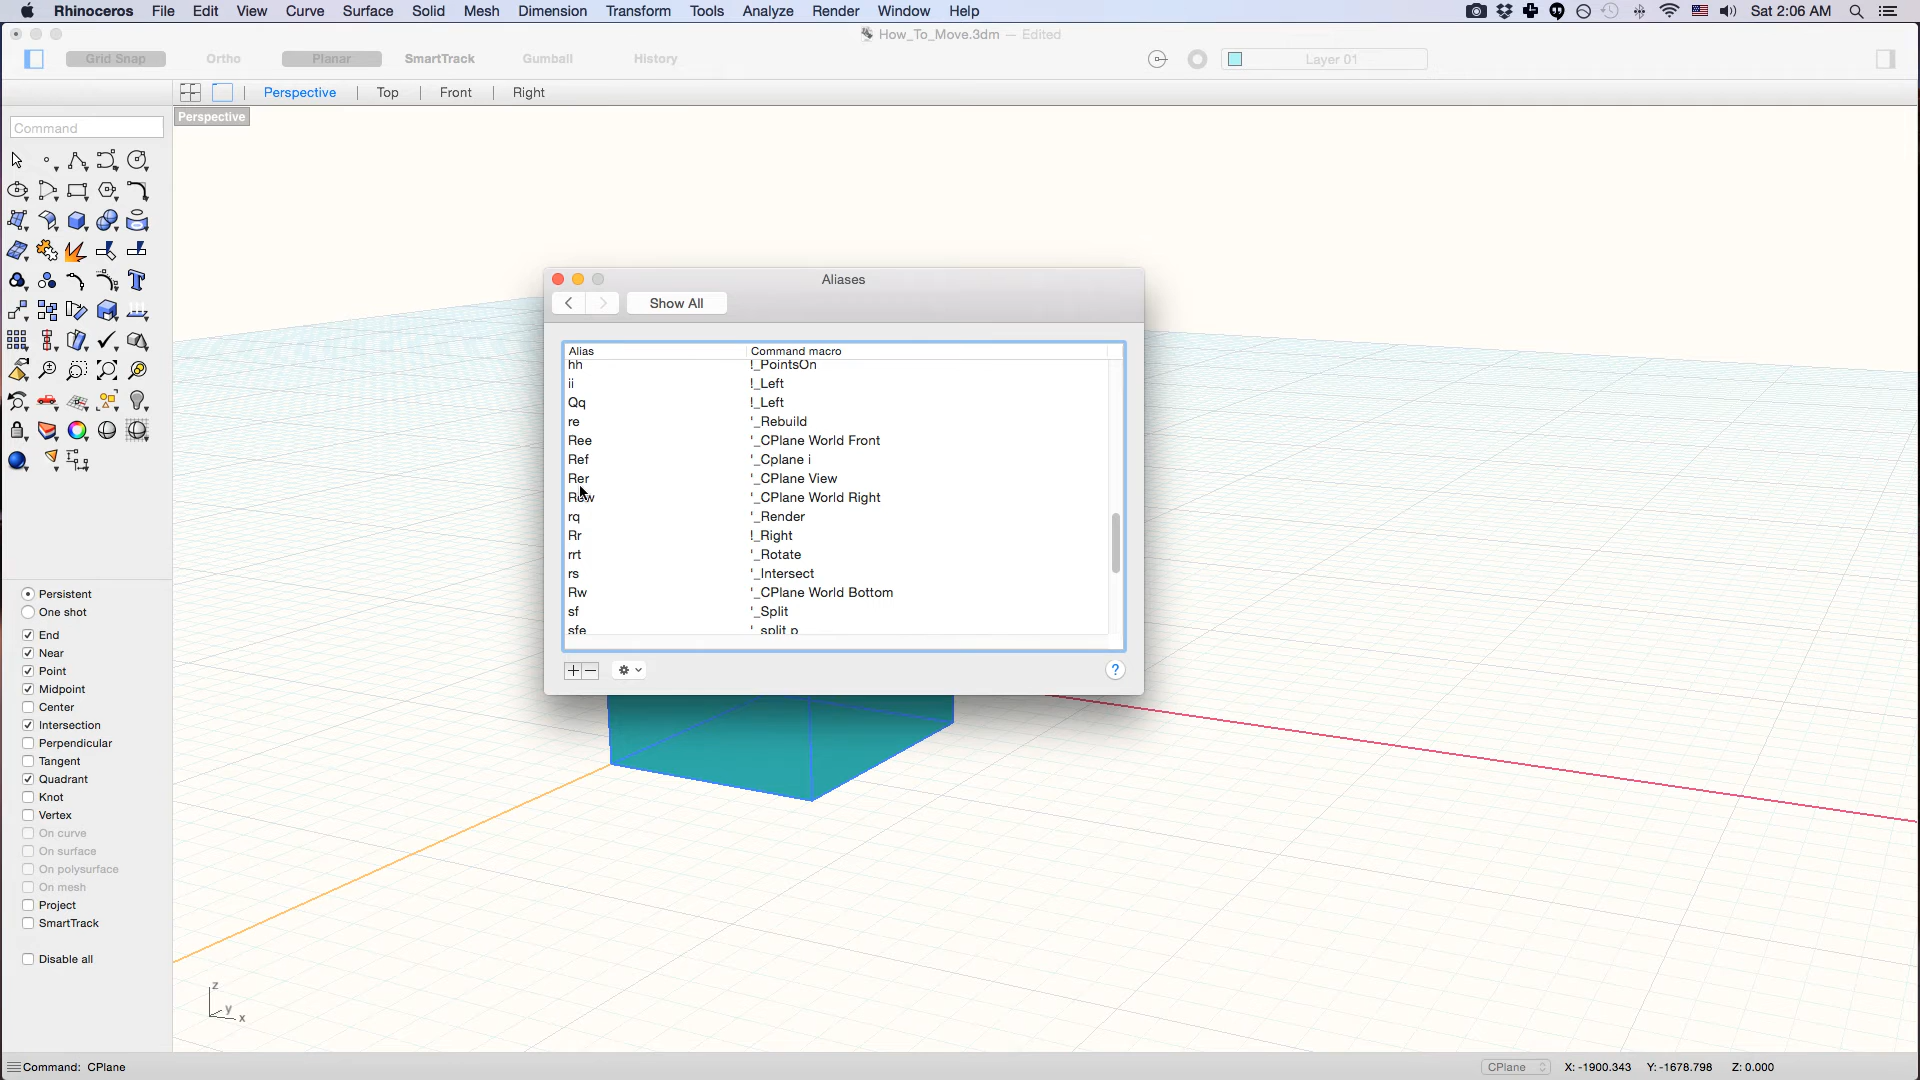 Rhinoceros File Edit View Curve Surface Solid Mesh Dimension Transform Tools Analyze Render Window Help
Sat 2:06 AM
How_To_Move.3dm — Edited
Grid Snap Ortho Planar SmartTrack Gumball History
Layer 01
Perspective | Top | Front | Right
Perspective
Command
Aliases
Show All
Alias Command macro
hh !_PointsOn
ii !_Left
Qq !_Left
re '_Rebuild
Ree '_CPlane World Front
Ref '_Cplane i
Rer '_CPlane View
Rew '_CPlane World Right
rq '_Render
Rr !_Right
rrt '_Rotate
rs '_Intersect
Rw '_CPlane World Bottom
sf '_Split
sfe '_split p
?
Persistent
One shot
End
Near
Point
Midpoint
Center
Intersection
Perpendicular
Tangent
Quadrant
Knot
Vertex
On curve
On surface
On polysurface
On mesh
Project
SmartTrack
Disable all
z
y
x
Command: CPlane
CPlane X: -1900.343 Y: -1678.798 Z: 0.000